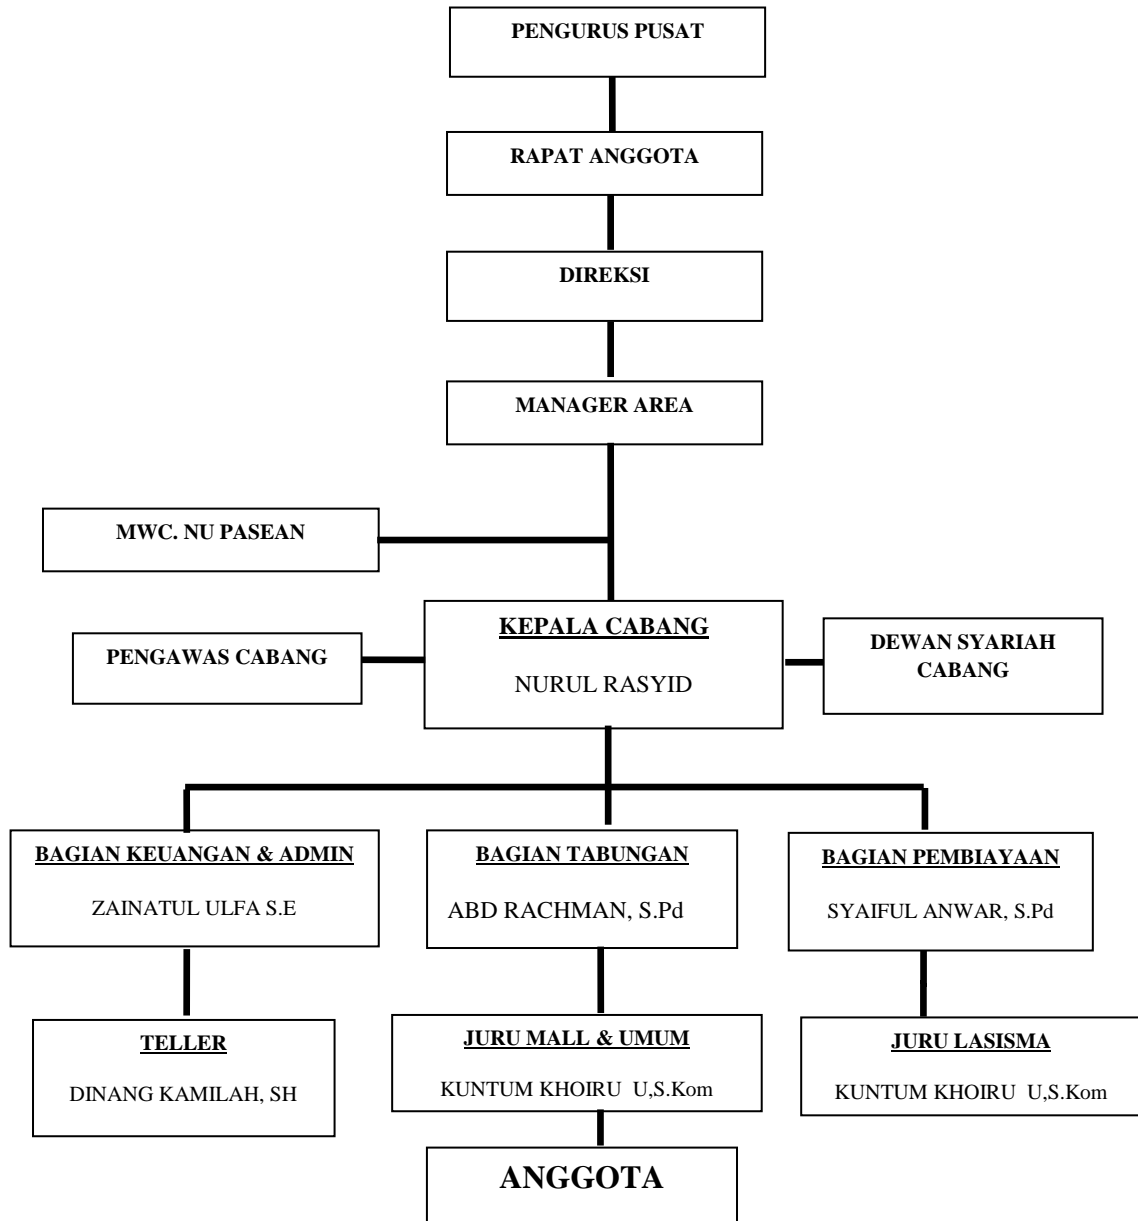 PENGURUS PUSAT
RAPAT ANGGOTA
DIREKSI
MANAGER AREA
MWC. NU PASEAN
KEPALA CABANG
NURUL RASYID
PENGAWAS CABANG
DEWAN SYARIAH
CABANG
BAGIAN KEUANGAN & ADMIN
ZAINATUL ULFA S.E
BAGIAN TABUNGAN
ABD RACHMAN, S.Pd
BAGIAN PEMBIAYAAN
SYAIFUL ANWAR, S.Pd
TELLER
DINANG KAMILAH, SH
JURU MALL & UMUM
KUNTUM KHOIRU  U,S.Kom
JURU LASISMA
KUNTUM KHOIRU  U,S.Kom
ANGGOTA